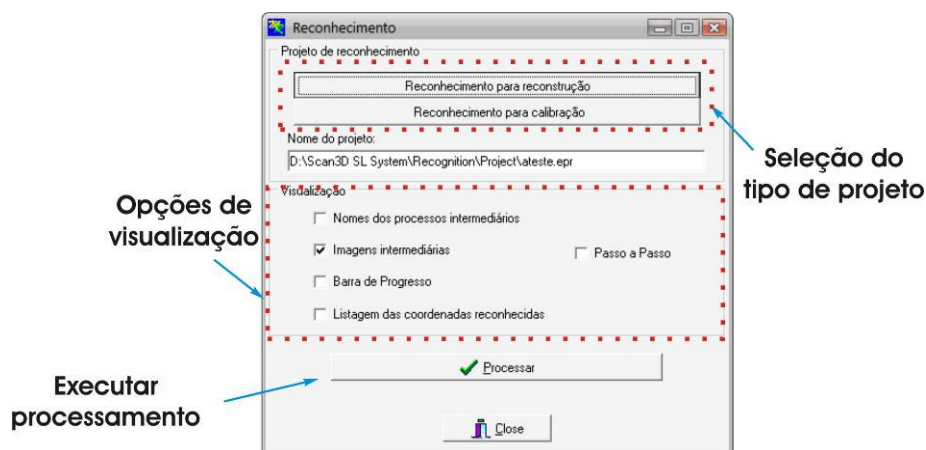 Reconhecimento
Projeto de reconhecimento
Reconhecimento para reconstrução
Reconhecimento para calibração
Nome do projeto:
D:\Scan3D SL System\Recognition\Project\ateste.epr
Seleção do
tipo de projeto
Visualização
Opções de
visualização
Nomes dos processos intermediários
Imagens intermediárias
Passo a Passo
Barra de Progresso
Listagem das coordenadas reconhecidas
Processar
Executar
processamento
Close